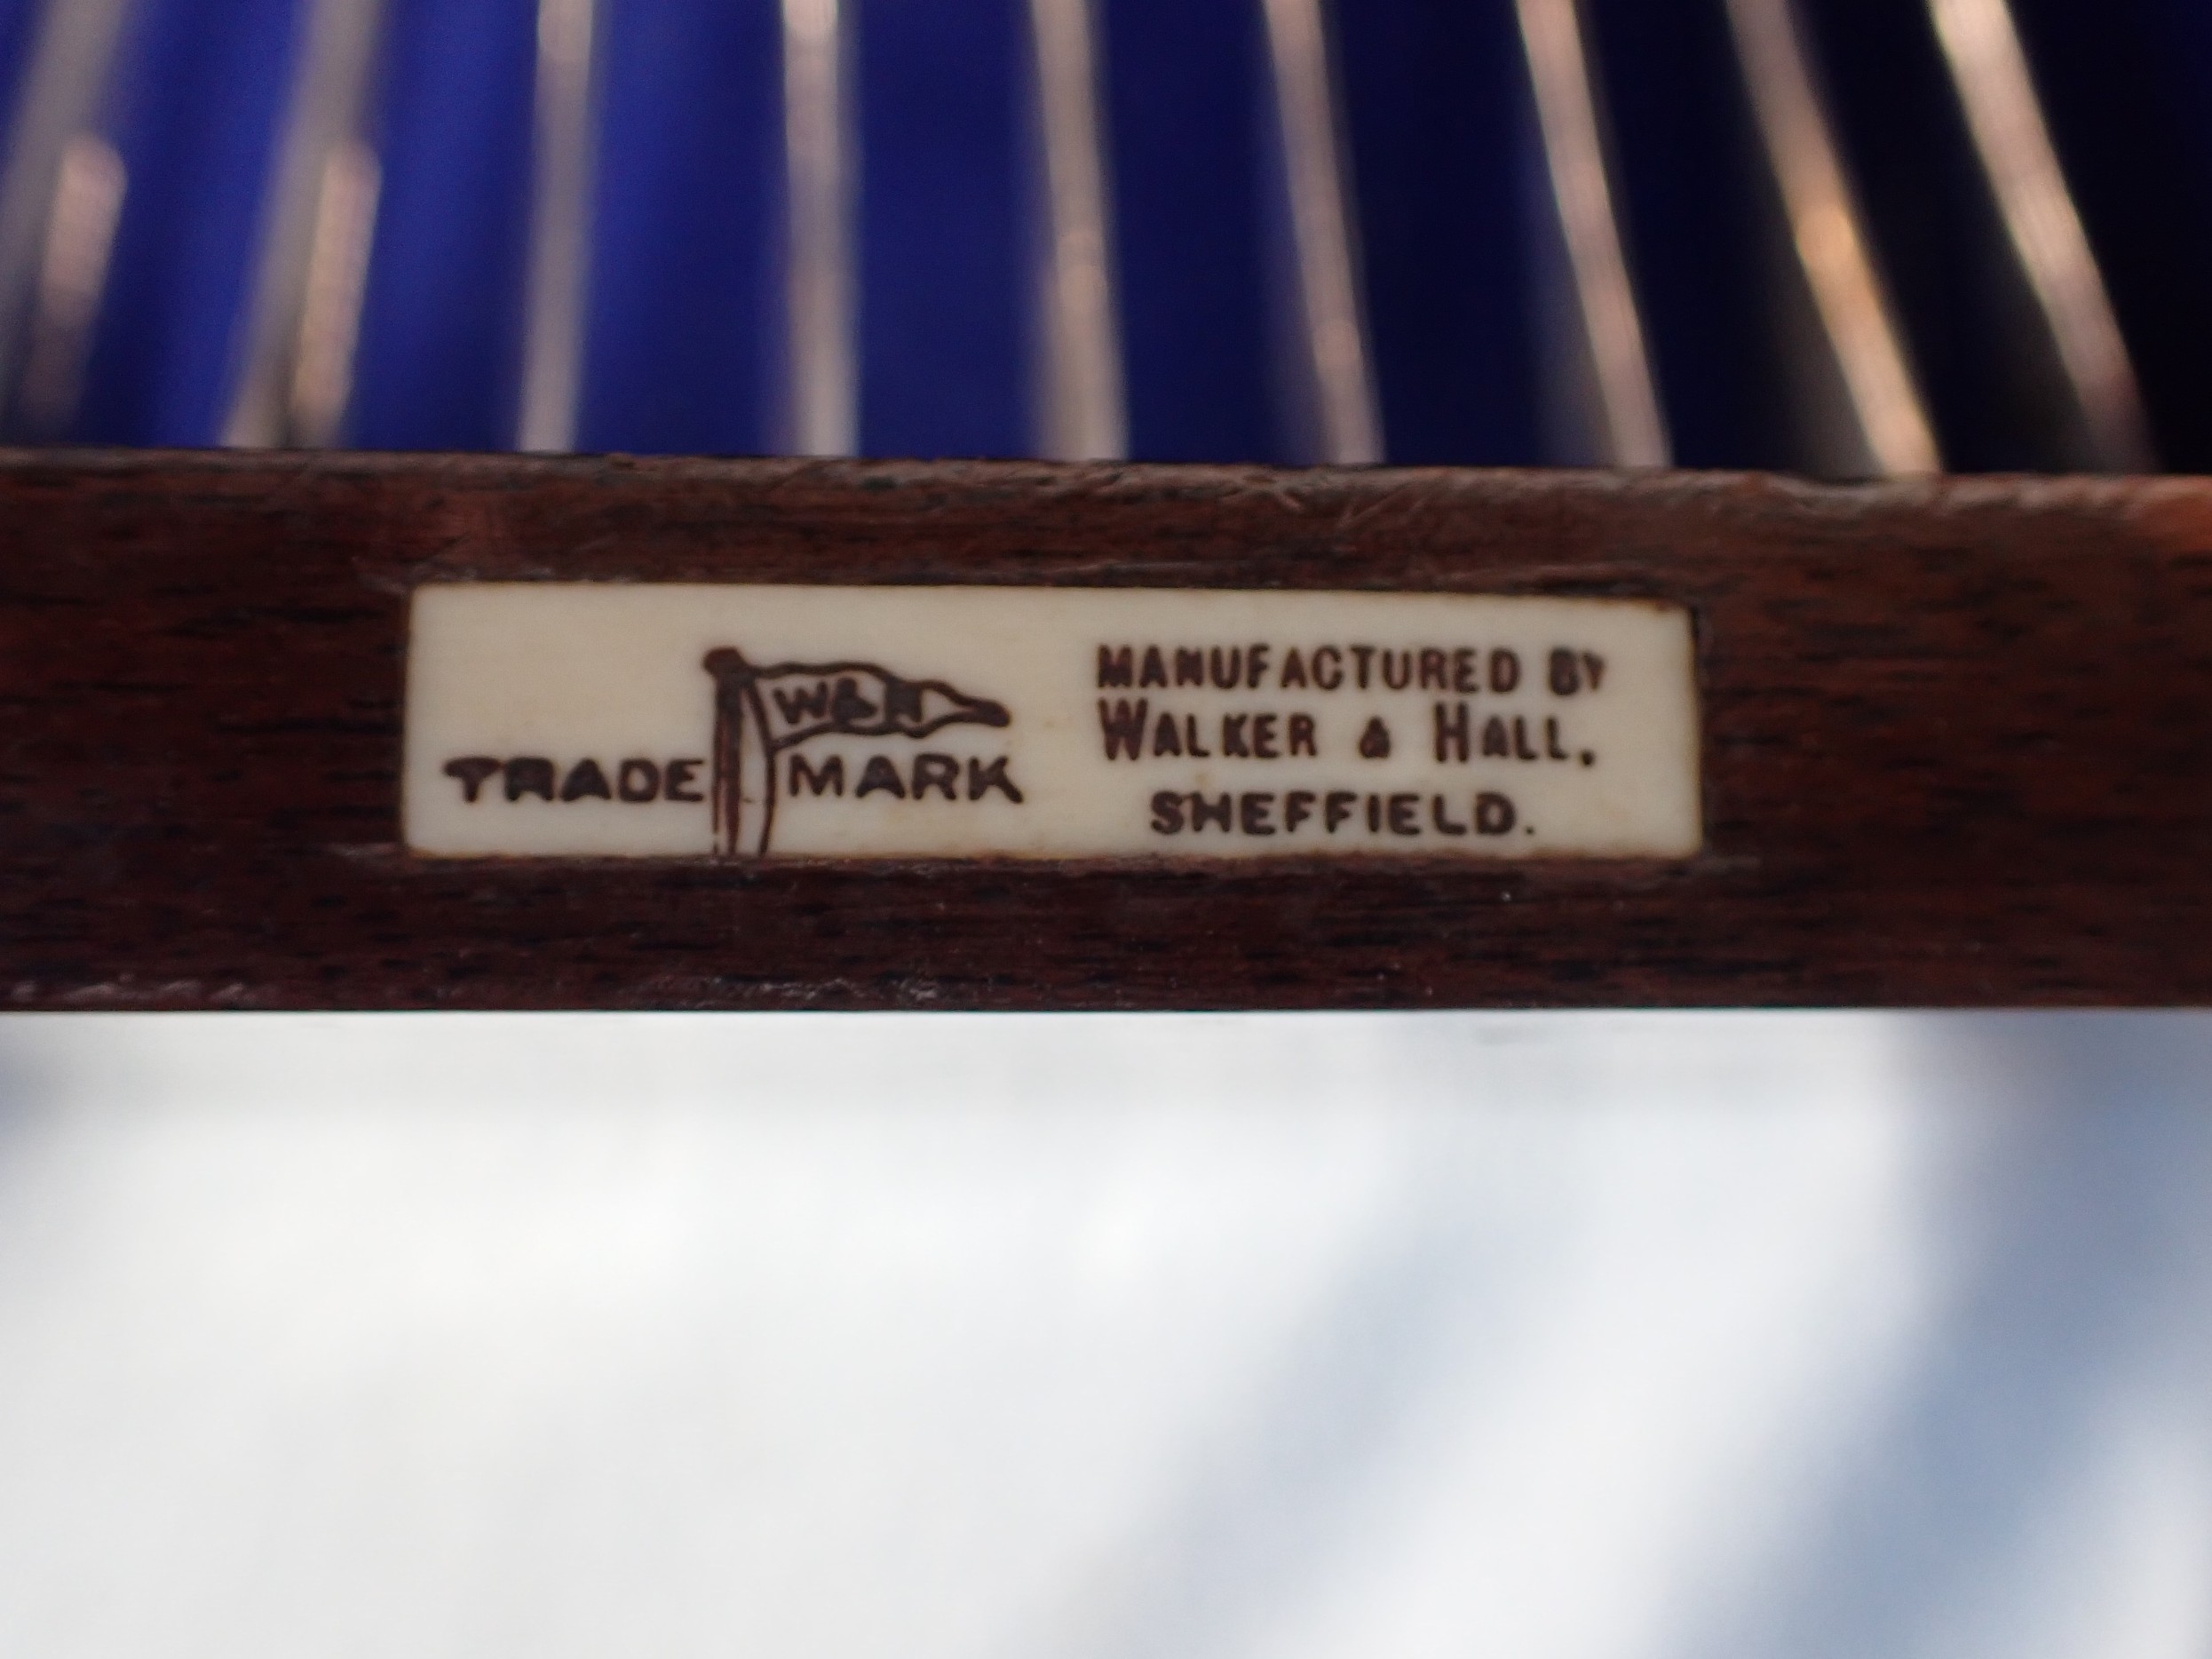 W&H
TRADE MARK
MANUFACTURED BY
WALKER & HALL,
SHEFFIELD.